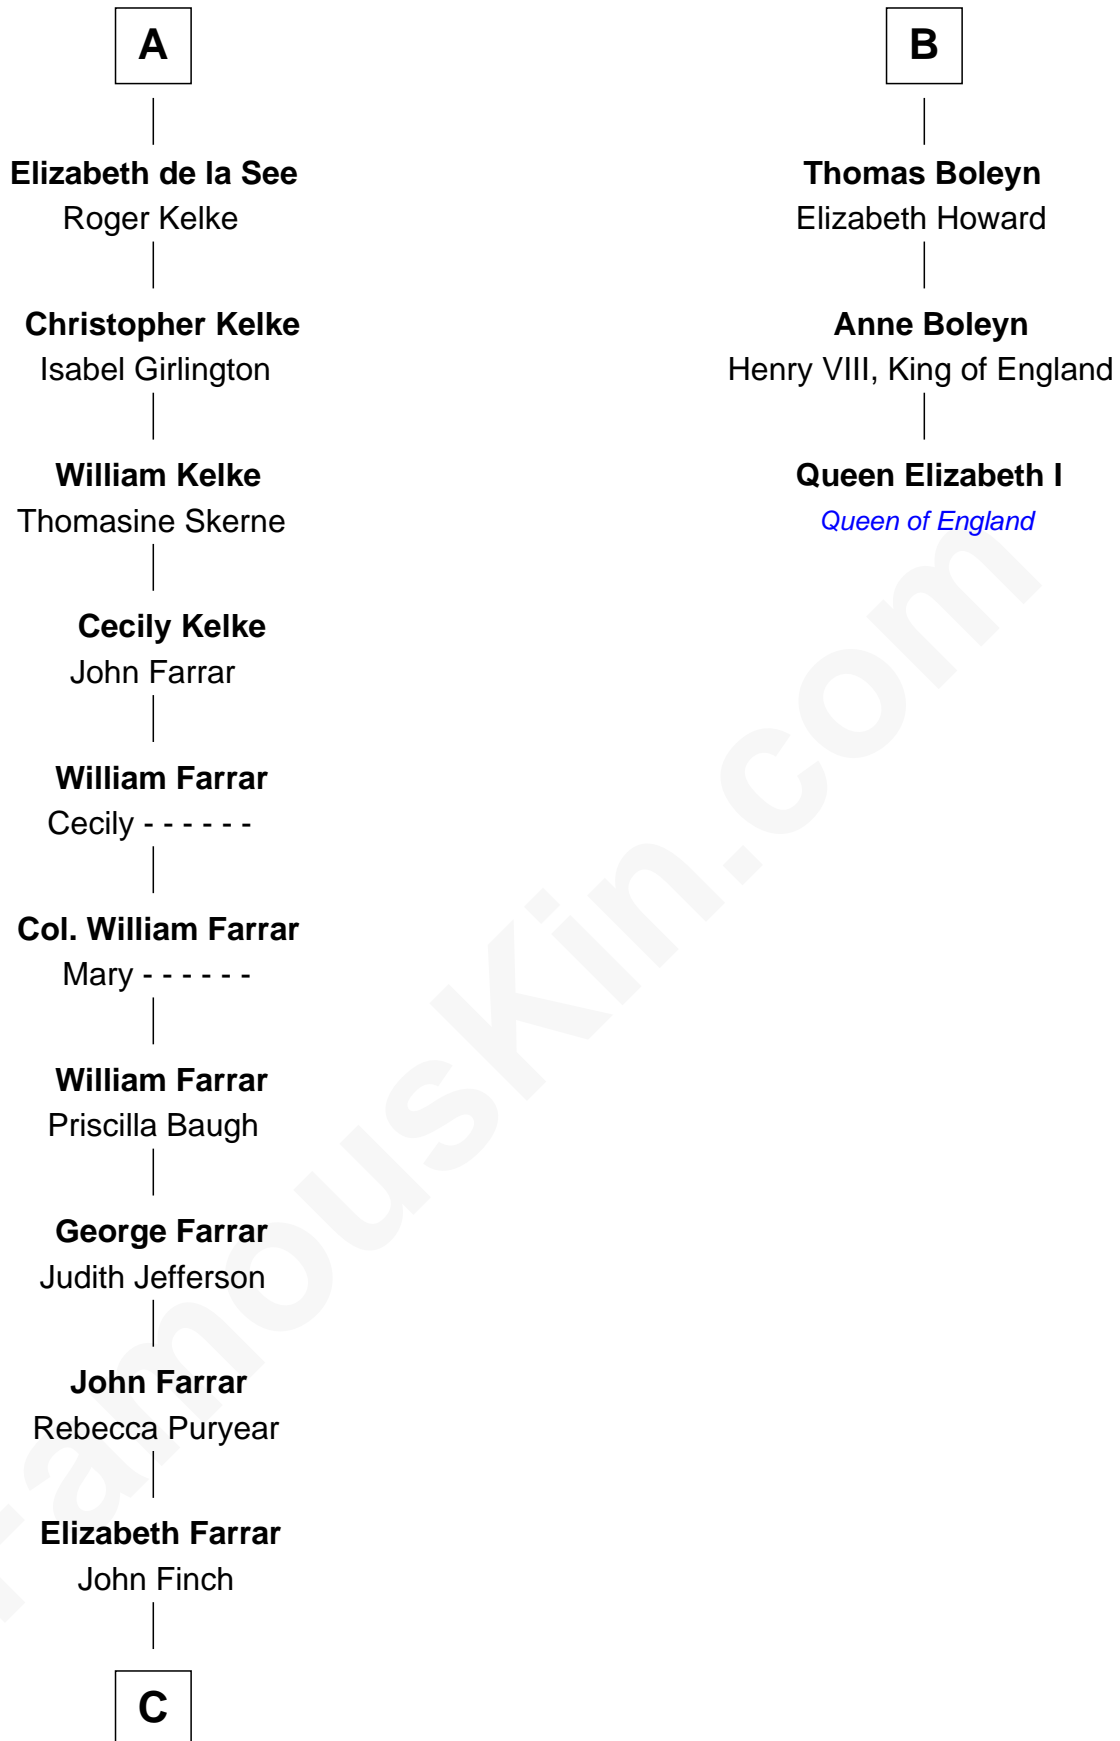 A
Elizabeth de la See
Roger Kelke
Christopher Kelke
Isabel Girlington
William Kelke
Thomasine Skerne
Cecily Kelke
John Farrar
William Farrar
Cecily - - - - - -
Col. William Farrar
Mary - - - - - -
William Farrar
Priscilla Baugh
George Farrar
Judith Jefferson
John Farrar
Rebecca Puryear
Elizabeth Farrar
John Finch
C
B
Thomas Boleyn
Elizabeth Howard
Anne Boleyn
Henry VIII, King of England
Queen Elizabeth I
Queen of England
FamousKin.com